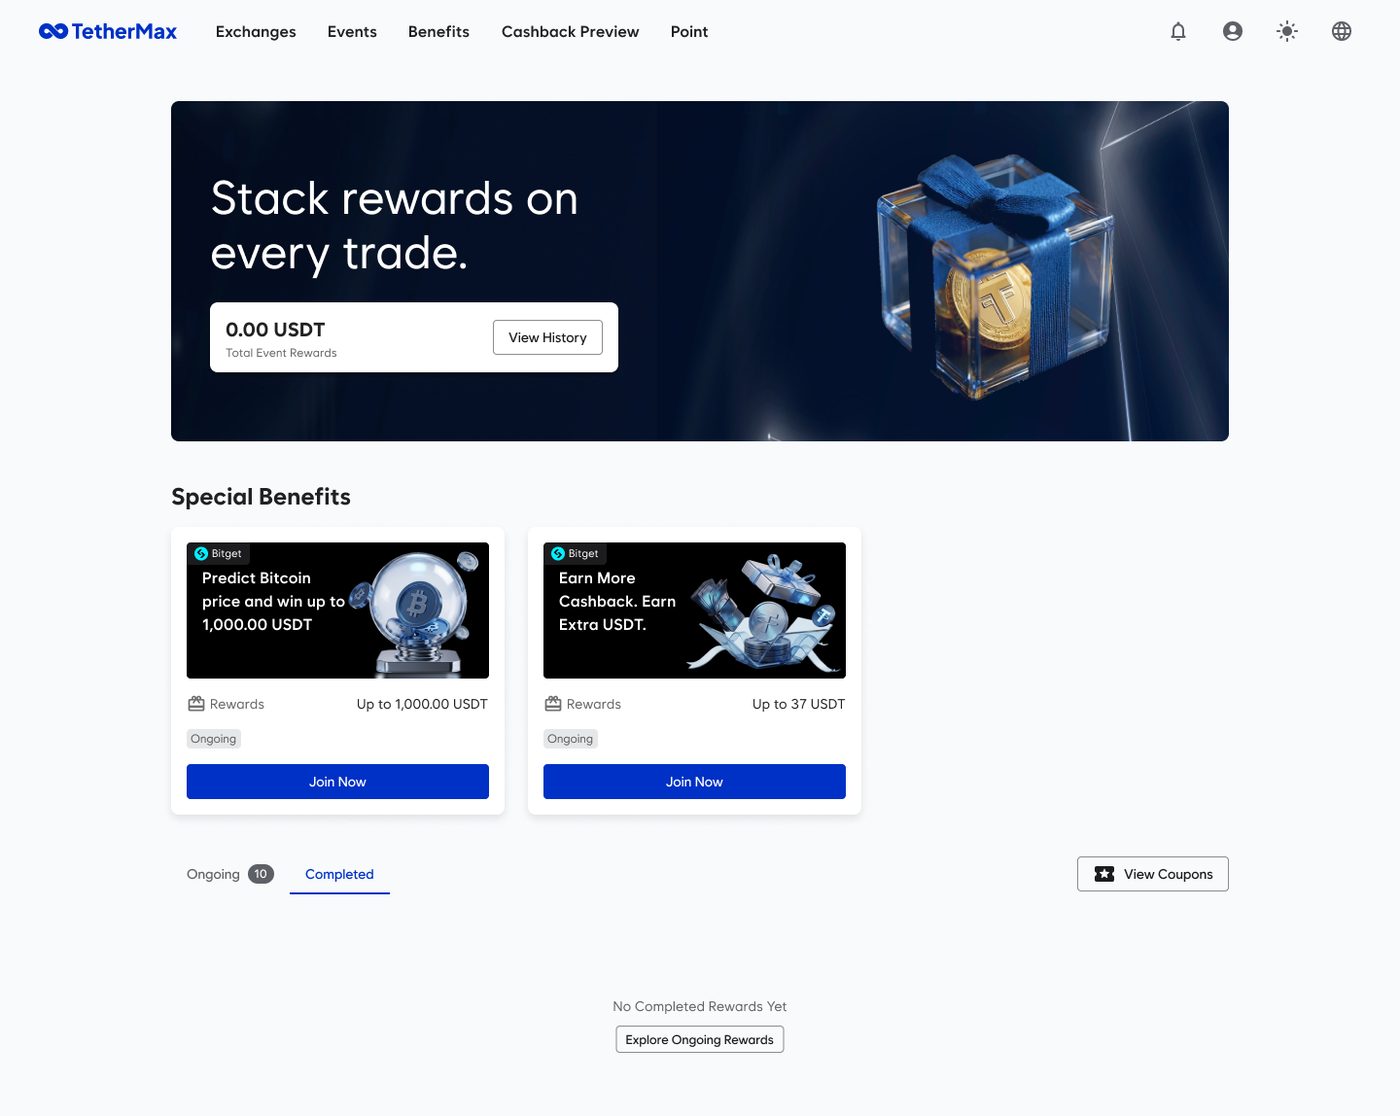 TetherMax
Exchanges
Events
Benefits
Cashback Preview
Point
Stack rewards on
every trade.
0.00 USDT
Total Event Rewards
View History
Special Benefits
Bitget
Predict Bitcoin
price and win up to
1,000.00 USDT
Rewards
Up to 1,000.00 USDT
Ongoing
Join Now
Bitget
Earn More
Cashback. Earn
Extra USDT.
Rewards
Up to 37 USDT
Ongoing
Join Now
Ongoing 10
Completed
View Coupons
No Completed Rewards Yet
Explore Ongoing Rewards